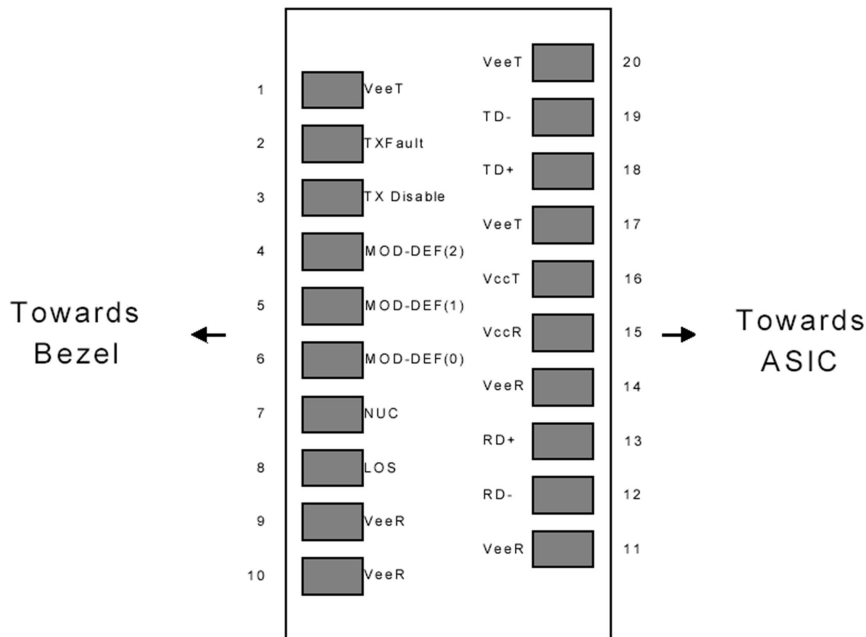 VeeT 20
1 VeeT
TD- 19
2 TXFault
TD+ 18
3 TX Disable
VeeT 17
4 MOD-DEF(2)
VccT 16
5 MOD-DEF(1)
Towards
Bezel
VccR 15
Towards
ASIC
6 MOD-DEF(0)
VeeR 14
7 NUC
RD+ 13
8 LOS
RD- 12
9 VeeR
VeeR 11
10 VeeR